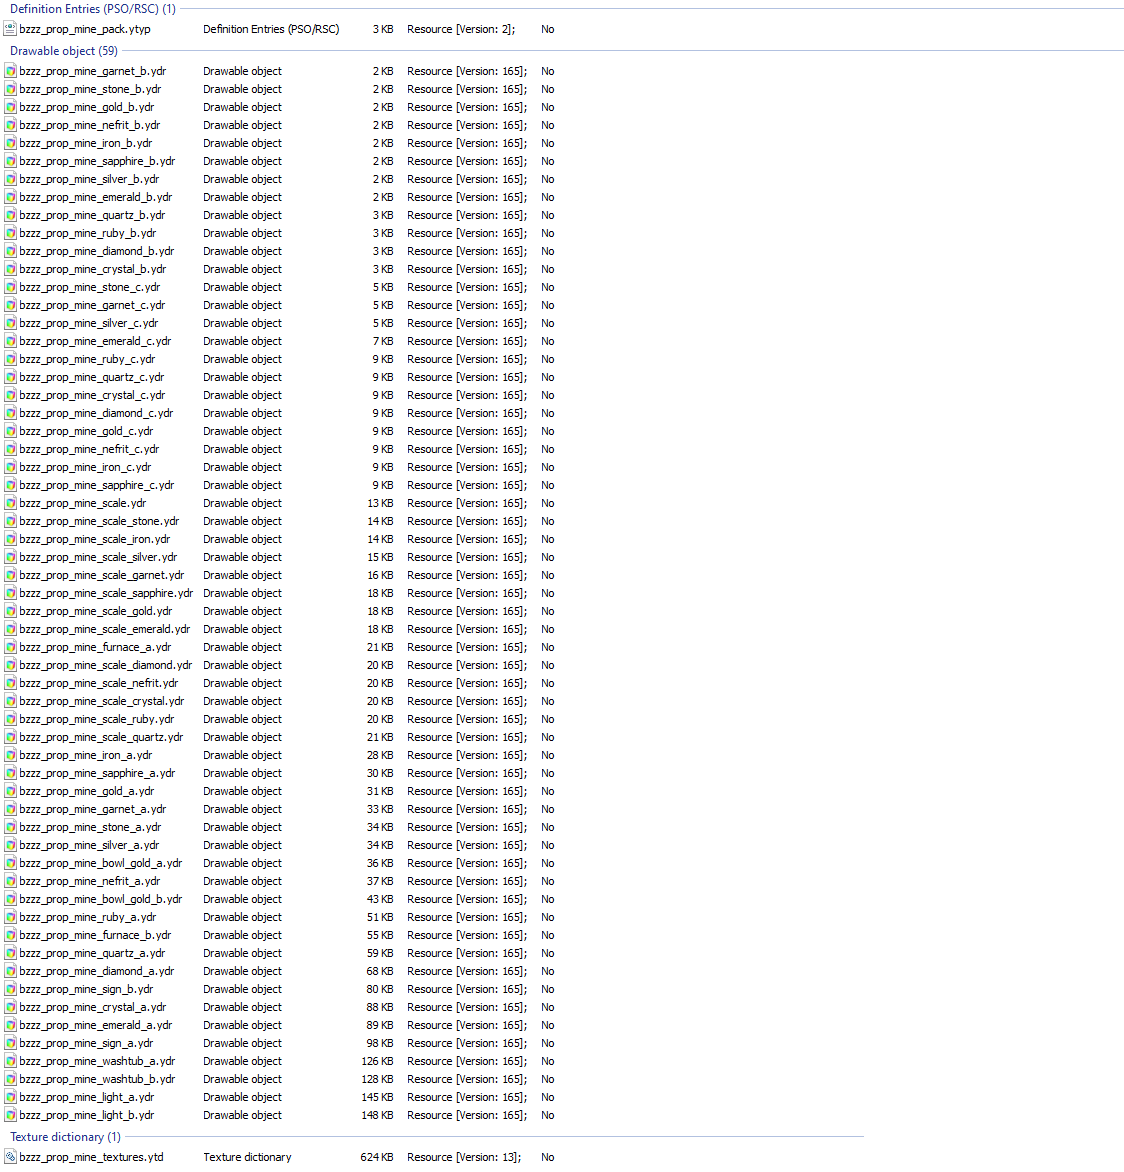 Definition Entries (PSO/RSC) (1)
bzzz_prop_mine_pack.ytyp Definition Entries (PSO/RSC) 3 KB Resource [Version: 2]; No
Drawable object (59)
bzzz_prop_mine_garnet_b.ydr Drawable object 2 KB Resource [Version: 165]; No
bzzz_prop_mine_stone_b.ydr Drawable object 2 KB Resource [Version: 165]; No
bzzz_prop_mine_gold_b.ydr Drawable object 2 KB Resource [Version: 165]; No
bzzz_prop_mine_nefrit_b.ydr Drawable object 2 KB Resource [Version: 165]; No
bzzz_prop_mine_iron_b.ydr Drawable object 2 KB Resource [Version: 165]; No
bzzz_prop_mine_sapphire_b.ydr Drawable object 2 KB Resource [Version: 165]; No
bzzz_prop_mine_silver_b.ydr Drawable object 2 KB Resource [Version: 165]; No
bzzz_prop_mine_emerald_b.ydr Drawable object 2 KB Resource [Version: 165]; No
bzzz_prop_mine_quartz_b.ydr Drawable object 3 KB Resource [Version: 165]; No
bzzz_prop_mine_ruby_b.ydr Drawable object 3 KB Resource [Version: 165]; No
bzzz_prop_mine_diamond_b.ydr Drawable object 3 KB Resource [Version: 165]; No
bzzz_prop_mine_crystal_b.ydr Drawable object 3 KB Resource [Version: 165]; No
bzzz_prop_mine_stone_c.ydr Drawable object 5 KB Resource [Version: 165]; No
bzzz_prop_mine_garnet_c.ydr Drawable object 5 KB Resource [Version: 165]; No
bzzz_prop_mine_silver_c.ydr Drawable object 5 KB Resource [Version: 165]; No
bzzz_prop_mine_emerald_c.ydr Drawable object 7 KB Resource [Version: 165]; No
bzzz_prop_mine_ruby_c.ydr Drawable object 9 KB Resource [Version: 165]; No
bzzz_prop_mine_quartz_c.ydr Drawable object 9 KB Resource [Version: 165]; No
bzzz_prop_mine_crystal_c.ydr Drawable object 9 KB Resource [Version: 165]; No
bzzz_prop_mine_diamond_c.ydr Drawable object 9 KB Resource [Version: 165]; No
bzzz_prop_mine_gold_c.ydr Drawable object 9 KB Resource [Version: 165]; No
bzzz_prop_mine_nefrit_c.ydr Drawable object 9 KB Resource [Version: 165]; No
bzzz_prop_mine_iron_c.ydr Drawable object 9 KB Resource [Version: 165]; No
bzzz_prop_mine_sapphire_c.ydr Drawable object 9 KB Resource [Version: 165]; No
bzzz_prop_mine_scale.ydr Drawable object 13 KB Resource [Version: 165]; No
bzzz_prop_mine_scale_stone.ydr Drawable object 14 KB Resource [Version: 165]; No
bzzz_prop_mine_scale_iron.ydr Drawable object 14 KB Resource [Version: 165]; No
bzzz_prop_mine_scale_silver.ydr Drawable object 15 KB Resource [Version: 165]; No
bzzz_prop_mine_scale_garnet.ydr Drawable object 16 KB Resource [Version: 165]; No
bzzz_prop_mine_scale_sapphire.ydr Drawable object 18 KB Resource [Version: 165]; No
bzzz_prop_mine_scale_gold.ydr Drawable object 18 KB Resource [Version: 165]; No
bzzz_prop_mine_scale_emerald.ydr Drawable object 18 KB Resource [Version: 165]; No
bzzz_prop_mine_furnace_a.ydr Drawable object 21 KB Resource [Version: 165]; No
bzzz_prop_mine_scale_diamond.ydr Drawable object 20 KB Resource [Version: 165]; No
bzzz_prop_mine_scale_nefrit.ydr Drawable object 20 KB Resource [Version: 165]; No
bzzz_prop_mine_scale_crystal.ydr Drawable object 20 KB Resource [Version: 165]; No
bzzz_prop_mine_scale_ruby.ydr Drawable object 20 KB Resource [Version: 165]; No
bzzz_prop_mine_scale_quartz.ydr Drawable object 21 KB Resource [Version: 165]; No
bzzz_prop_mine_iron_a.ydr Drawable object 28 KB Resource [Version: 165]; No
bzzz_prop_mine_sapphire_a.ydr Drawable object 30 KB Resource [Version: 165]; No
bzzz_prop_mine_gold_a.ydr Drawable object 31 KB Resource [Version: 165]; No
bzzz_prop_mine_garnet_a.ydr Drawable object 33 KB Resource [Version: 165]; No
bzzz_prop_mine_stone_a.ydr Drawable object 34 KB Resource [Version: 165]; No
bzzz_prop_mine_silver_a.ydr Drawable object 34 KB Resource [Version: 165]; No
bzzz_prop_mine_bowl_gold_a.ydr Drawable object 36 KB Resource [Version: 165]; No
bzzz_prop_mine_nefrit_a.ydr Drawable object 37 KB Resource [Version: 165]; No
bzzz_prop_mine_bowl_gold_b.ydr Drawable object 43 KB Resource [Version: 165]; No
bzzz_prop_mine_ruby_a.ydr Drawable object 51 KB Resource [Version: 165]; No
bzzz_prop_mine_furnace_b.ydr Drawable object 55 KB Resource [Version: 165]; No
bzzz_prop_mine_quartz_a.ydr Drawable object 59 KB Resource [Version: 165]; No
bzzz_prop_mine_diamond_a.ydr Drawable object 68 KB Resource [Version: 165]; No
bzzz_prop_mine_sign_b.ydr Drawable object 80 KB Resource [Version: 165]; No
bzzz_prop_mine_crystal_a.ydr Drawable object 88 KB Resource [Version: 165]; No
bzzz_prop_mine_emerald_a.ydr Drawable object 89 KB Resource [Version: 165]; No
bzzz_prop_mine_sign_a.ydr Drawable object 98 KB Resource [Version: 165]; No
bzzz_prop_mine_washtub_a.ydr Drawable object 126 KB Resource [Version: 165]; No
bzzz_prop_mine_washtub_b.ydr Drawable object 128 KB Resource [Version: 165]; No
bzzz_prop_mine_light_a.ydr Drawable object 145 KB Resource [Version: 165]; No
bzzz_prop_mine_light_b.ydr Drawable object 148 KB Resource [Version: 165]; No
Texture dictionary (1)
bzzz_prop_mine_textures.ytd Texture dictionary 624 KB Resource [Version: 13]; No